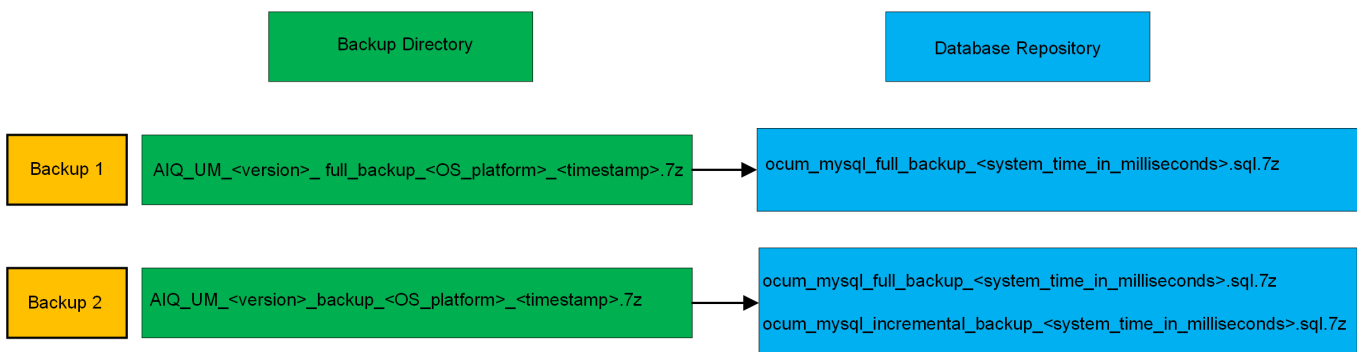 Backup Directory
Database Repository
Backup 1
AIQ_UM_<version>_ full_backup_<OS_platform>_<timestamp>.7z
ocum_mysql_full_backup_<system_time_in_milliseconds>.sql.7z
Backup 2
AIQ_UM_<version>_backup_<OS_platform>_<timestamp>.7z
ocum_mysql_full_backup_<system_time_in_milliseconds>.sql.7z
ocum_mysql_incremental_backup_<system_time_in_milliseconds>.sql.7z